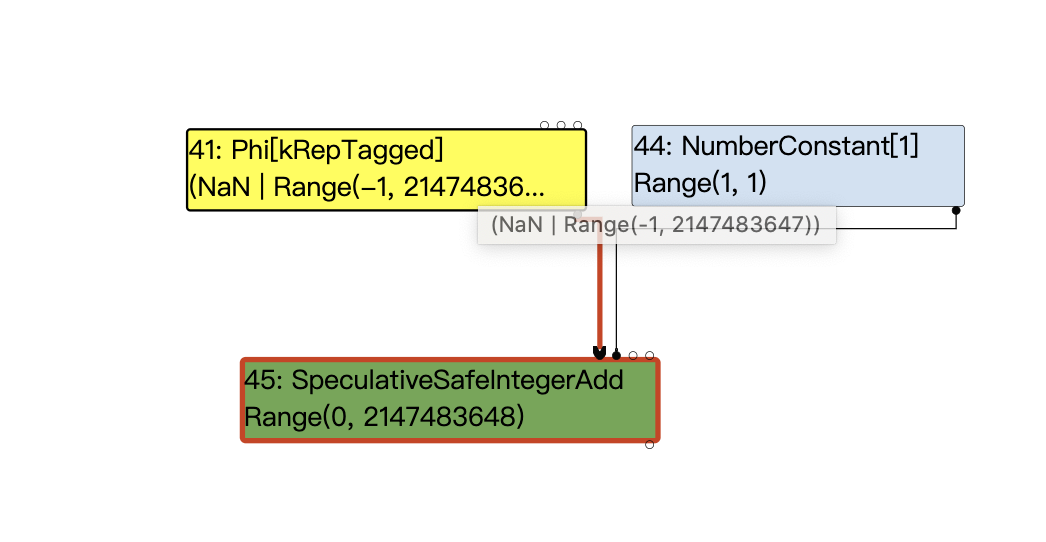 41: Phi[kRepTagged]
(NaN | Range(–1, 21474836...
44: NumberConstant[1]
Range(1, 1)
(NaN | Range(-1, 2147483647))
45: SpeculativeSafeIntegerAdd
Range(0, 2147483648)